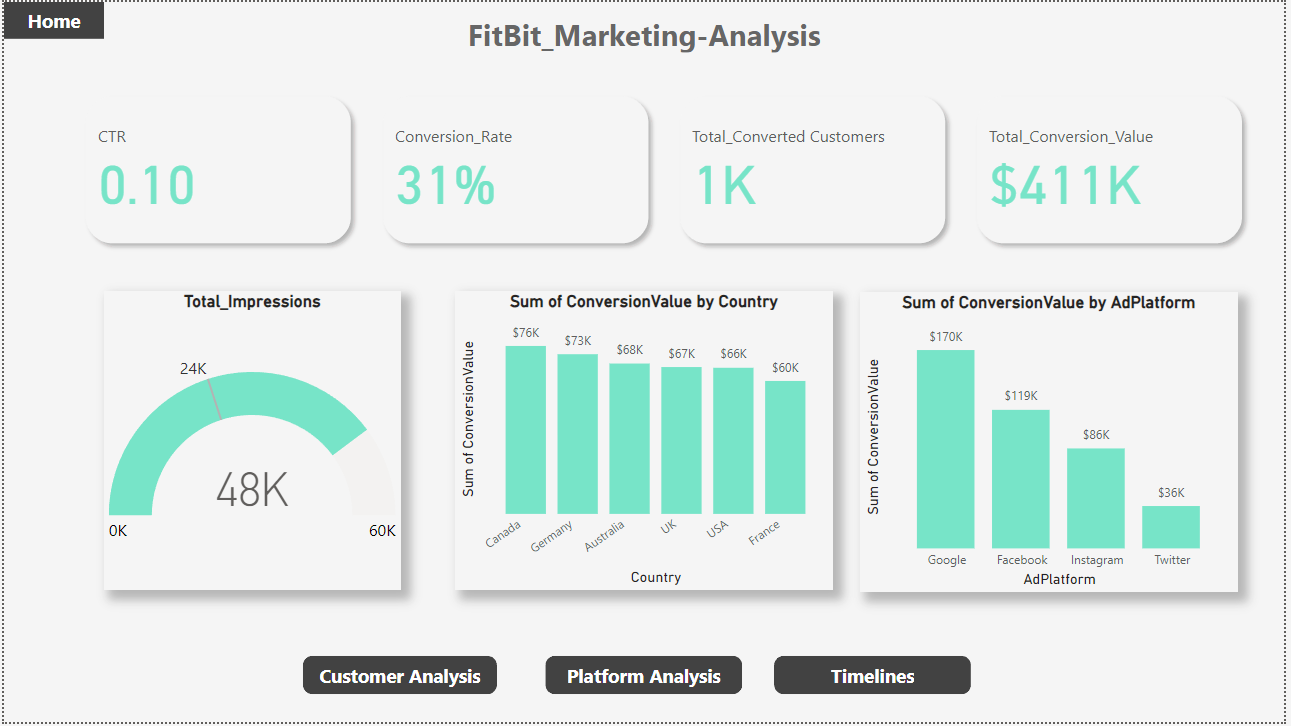 Home
FitBit_Marketing-Analysis
CTR
0.10
Conversion_Rate
31%
Total_Converted Customers
1K
Total_Conversion_Value
$411K
Total_Impressions
24K
48K
0K
60K
Sum of ConversionValue by Country
Sum of ConversionValue
$76K
$73K
$68K
$67K
$66K
$60K
Canada
Germany
Australia
UK
USA
France
Country
Sum of ConversionValue by AdPlatform
Sum of ConversionValue
$170K
$119K
$86K
$36K
Google
Facebook
Instagram
Twitter
AdPlatform
Customer Analysis
Platform Analysis
Timelines